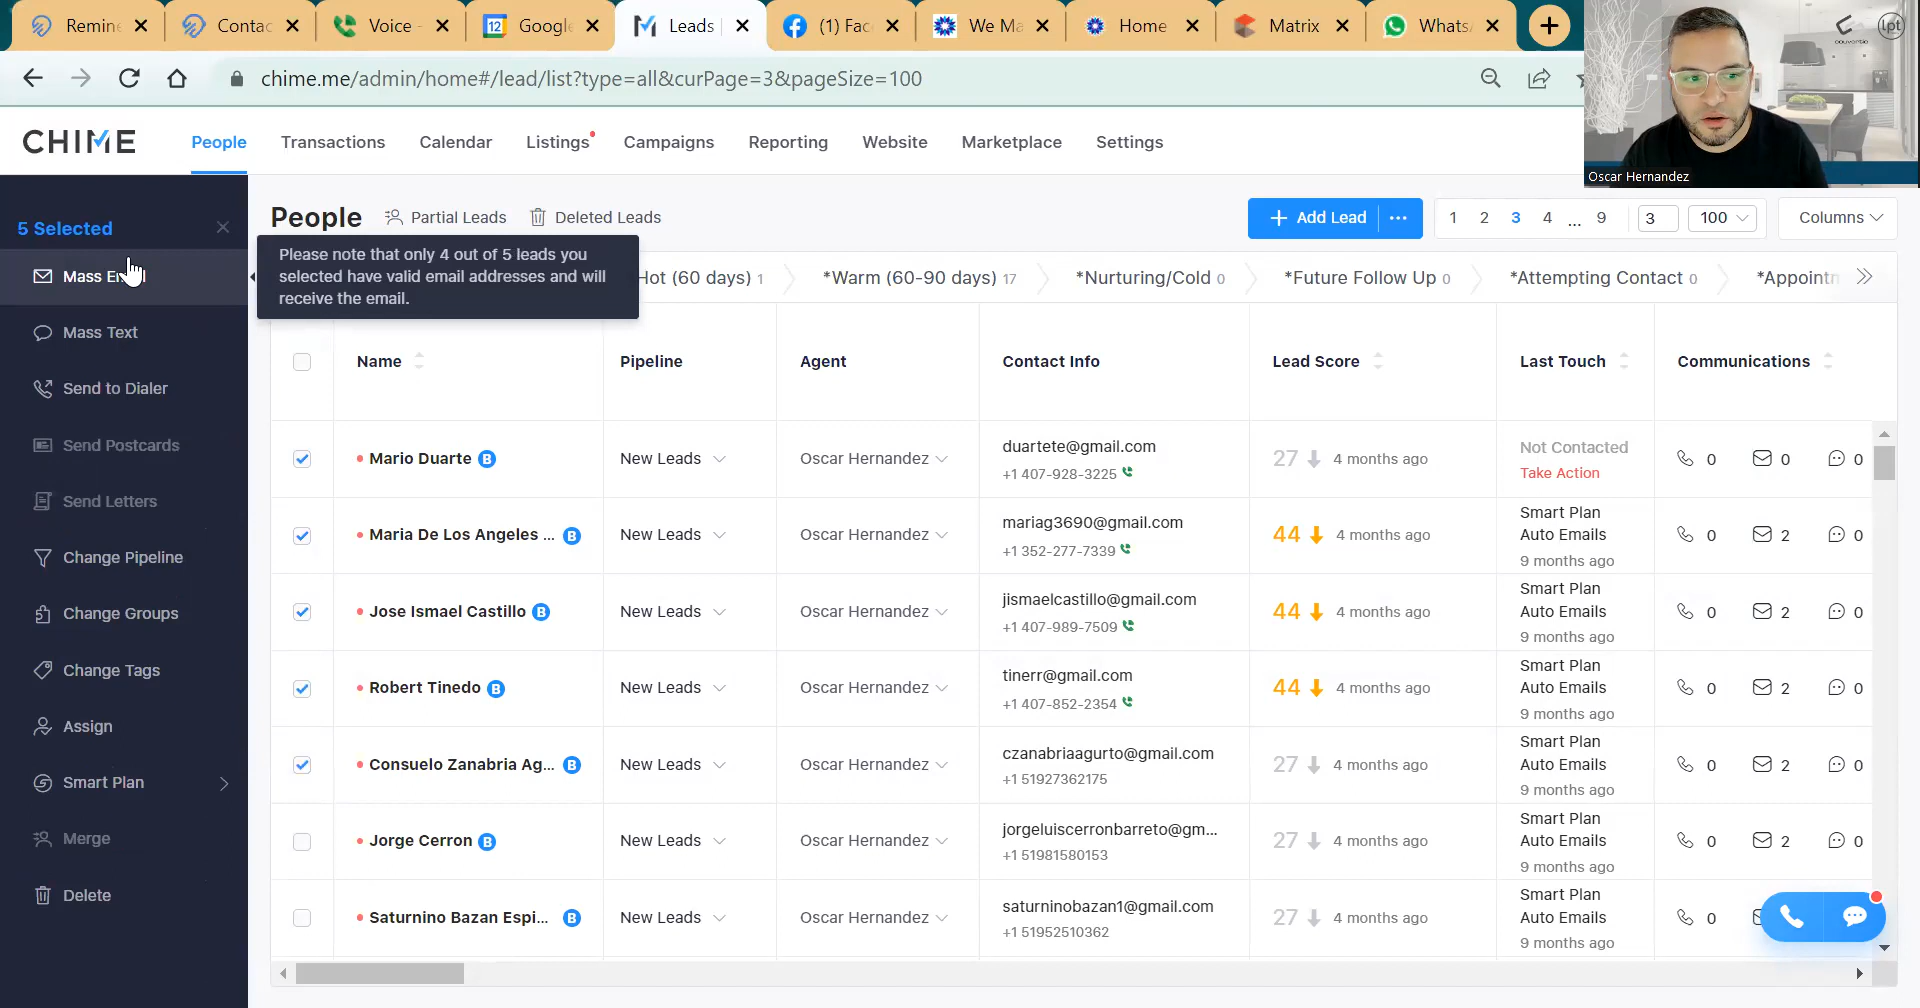 Remine
Contac
Voice -
Google
Leads
(1) Fac
We Ma
Home
Matrix
Whats
12
chime.me/admin/home#/lead/list?type=all&curPage=3&pageSize=100
lpt
Oscar Hernandez
CHIME
People
Transactions
Calendar
Listings
Campaigns
Reporting
Website
Marketplace
Settings
5 Selected
Mass Email
Mass Text
Send to Dialer
Send Postcards
Send Letters
Change Pipeline
Change Groups
Change Tags
Assign
Smart Plan
Merge
Delete
People
Partial Leads
Deleted Leads
Add Lead
1 2 3 4 ... 9
3
100
Columns
Please note that only 4 out of 5 leads you
selected have valid email addresses and will
receive the email.
Hot (60 days) 1
*Warm (60-90 days) 17
*Nurturing/Cold 0
*Future Follow Up 0
*Attempting Contact 0
*Appointm
Name
Pipeline
Agent
Contact Info
Lead Score
Last Touch
Communications
Mario Duarte B
New Leads
Oscar Hernandez
duartete@gmail.com
+1 407-928-3225
27 4 months ago
Not Contacted
Take Action
0 0 0
Maria De Los Angeles ... B
New Leads
Oscar Hernandez
mariag3690@gmail.com
+1 352-277-7339
44 4 months ago
Smart Plan
Auto Emails
9 months ago
0 2 0
Jose Ismael Castillo B
New Leads
Oscar Hernandez
jismaelcastillo@gmail.com
+1 407-989-7509
44 4 months ago
Smart Plan
Auto Emails
9 months ago
0 2 0
Robert Tinedo B
New Leads
Oscar Hernandez
tinerr@gmail.com
+1 407-852-2354
44 4 months ago
Smart Plan
Auto Emails
9 months ago
0 2 0
Consuelo Zanabria Ag... B
New Leads
Oscar Hernandez
czanabriaagurto@gmail.com
+1 51927362175
27 4 months ago
Smart Plan
Auto Emails
9 months ago
0 2 0
Jorge Cerron B
New Leads
Oscar Hernandez
jorgeluiscerronbarreto@gm...
+1 51981580153
27 4 months ago
Smart Plan
Auto Emails
9 months ago
0 2 0
Saturnino Bazan Espi... B
New Leads
Oscar Hernandez
saturninobazan1@gmail.com
+1 51952510362
27 4 months ago
Smart Plan
Auto Emails
9 months ago
0